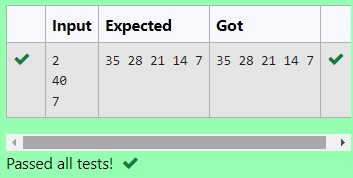 Input Expected Got
2 35 28 21 14 7 35 28 21 14 7
40
7
Passed all tests!